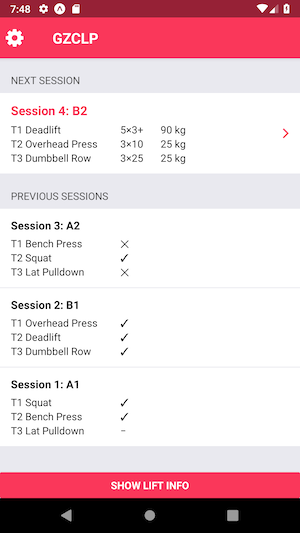 7:48
GZCLP
NEXT SESSION
Session 4: B2
T1 Deadlift 5×3+ 90 kg
T2 Overhead Press 3×10 25 kg
T3 Dumbbell Row 3×25 25 kg
PREVIOUS SESSIONS
Session 3: A2
T1 Bench Press ✕
T2 Squat ✓
T3 Lat Pulldown ✕
Session 2: B1
T1 Overhead Press ✓
T2 Deadlift ✓
T3 Dumbbell Row ✓
Session 1: A1
T1 Squat ✓
T2 Bench Press ✓
T3 Lat Pulldown –
SHOW LIFT INFO